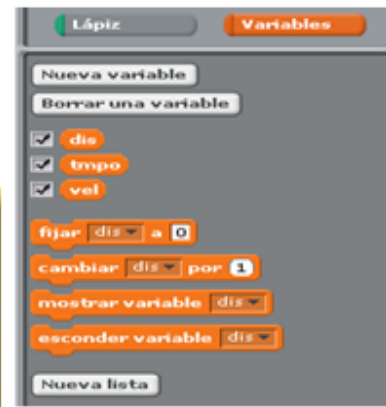 Lápiz Variables
Nueva variable
Borrar una variable
dis
tmpo
vel
fijar dis a 0
cambiar dis por 1
mostrar variable dis
esconder variable dis
Nueva lista